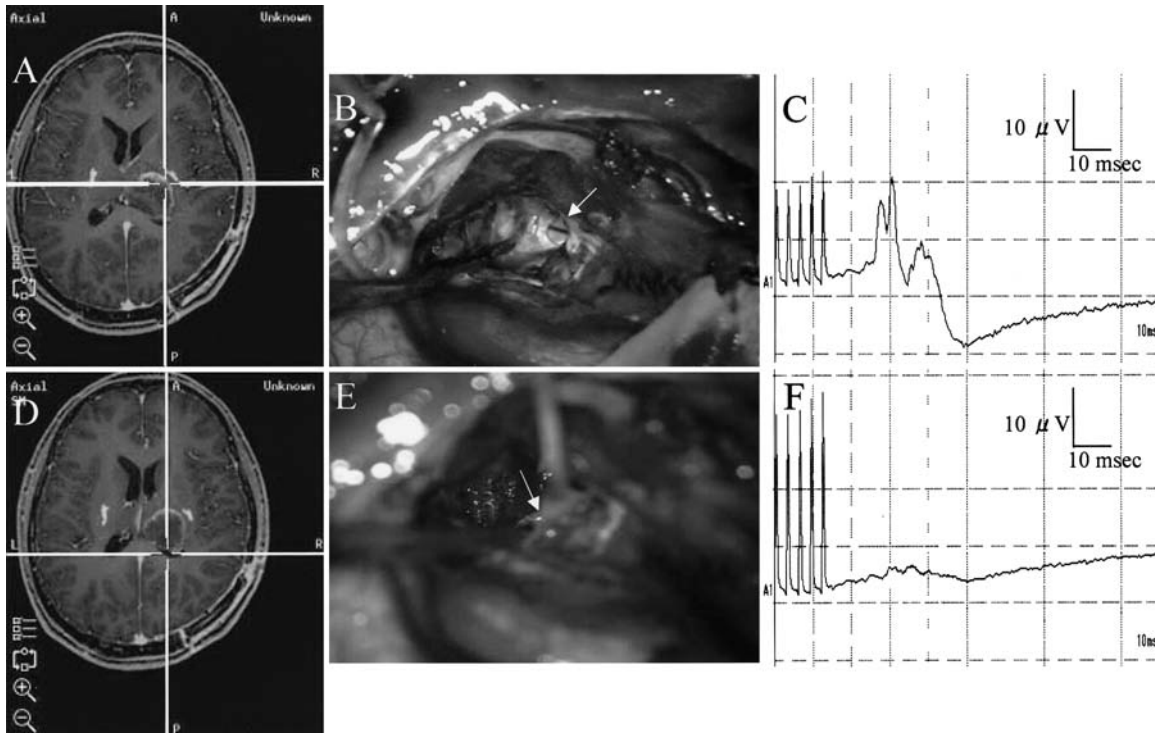 Axial
A
Unknown
A
R
P
B
C
10 μV
10 msec
A1
10ms
Axial
A
Unknown
D
L
R
P
E
F
10 μV
10 msec
A1
10ms